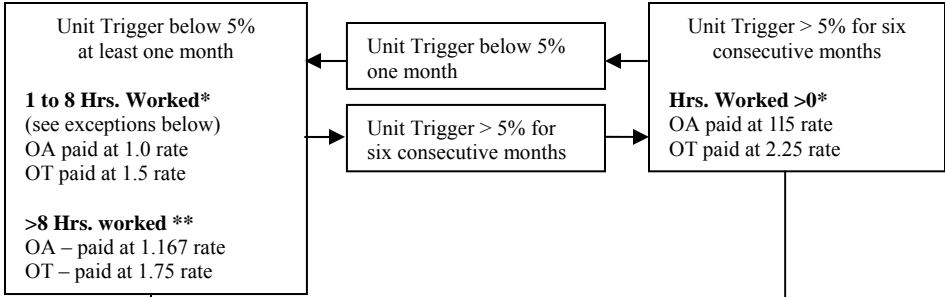 Unit Trigger below 5%
at least one month
1 to 8 Hrs. Worked*
(see exceptions below)
OA paid at 1.0 rate
OT paid at 1.5 rate
>8 Hrs. worked **
OA – paid at 1.167 rate
OT – paid at 1.75 rate
Unit Trigger below 5%
one month
Unit Trigger > 5% for
six consecutive months
Unit Trigger > 5% for six
consecutive months
Hrs. Worked >0*
OA paid at 1l5 rate
OT paid at 2.25 rate